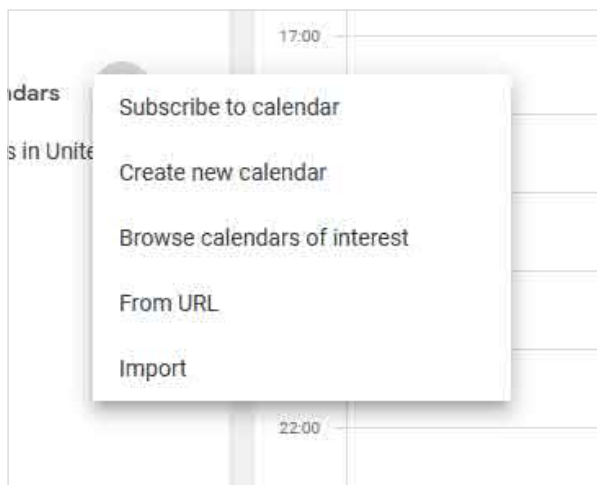 17:00
ndars
Subscribe to calendar
s in Unite
Create new calendar
Browse calendars of interest
From URL
Import
22:00